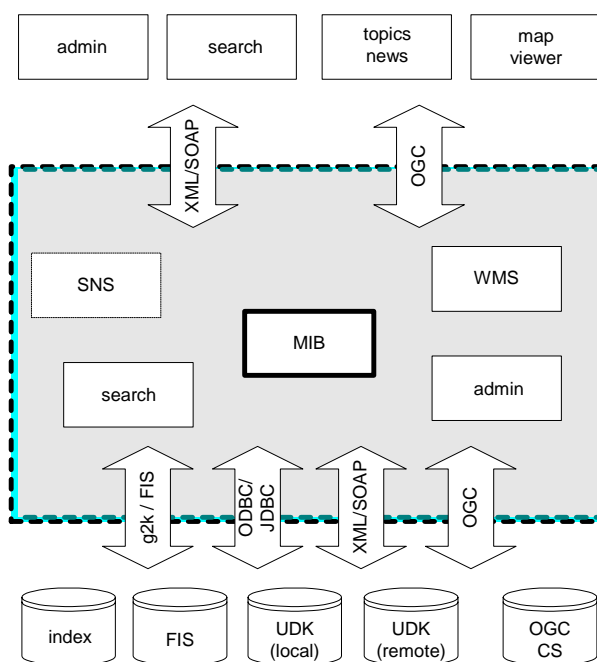 admin
search
topics
news
map
viewer
XML/SOAP
OGC
SNS
WMS
MIB
search
admin
g2k / FIS
ODBC/
JDBC
XML/SOAP
OGC
index
FIS
UDK
(local)
UDK
(remote)
OGC
CS